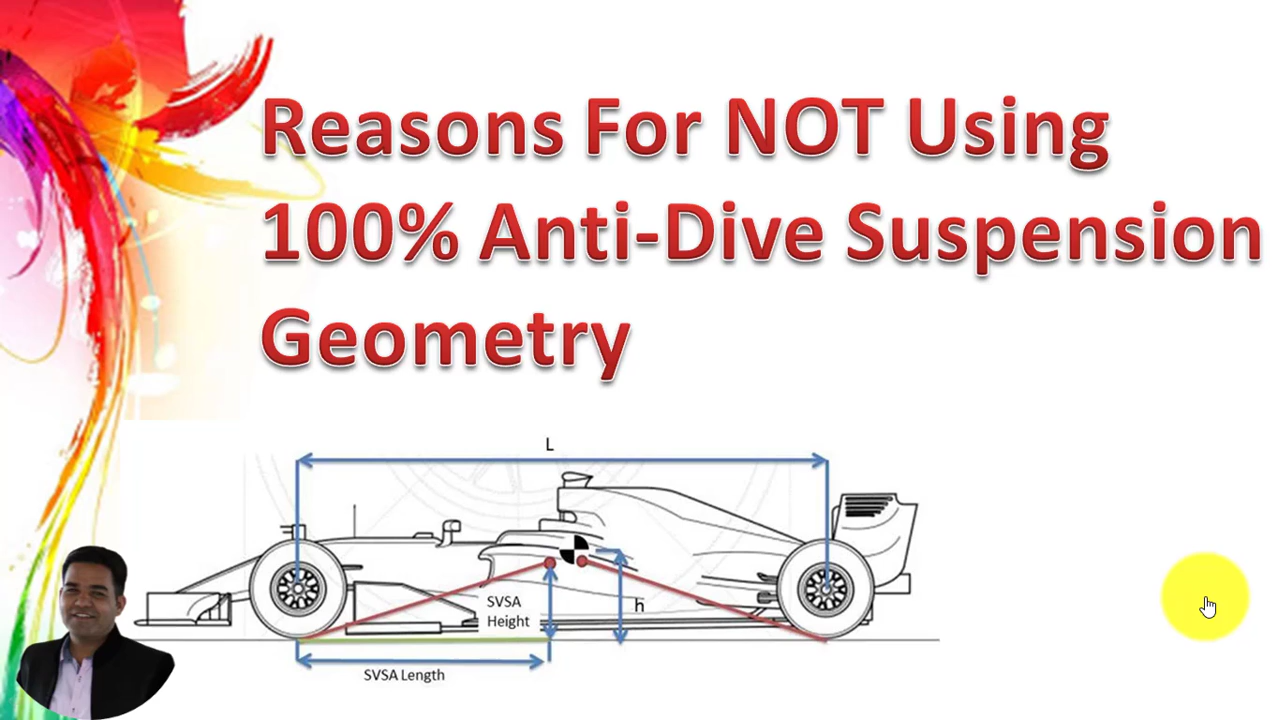 Reasons For NOT Using
100% Anti-Dive Suspension
Geometry
L
SVSA
Height
h
SVSA Length